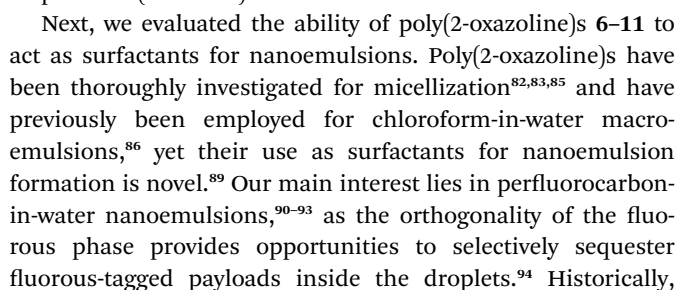 Next, we evaluated the ability of poly(2-oxazoline)s 6–11 to
act as surfactants for nanoemulsions. Poly(2-oxazoline)s have
been thoroughly investigated for micellization82,83,85 and have
previously been employed for chloroform-in-water macro-
emulsions,86 yet their use as surfactants for nanoemulsion
formation is novel.89 Our main interest lies in perfluorocarbon-
in-water nanoemulsions,90–93 as the orthogonality of the fluo-
rous phase provides opportunities to selectively sequester
fluorous-tagged payloads inside the droplets.94 Historically,